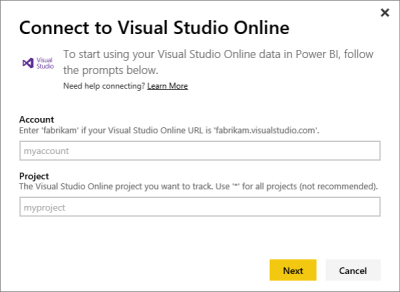 Connect to Visual Studio Online
Visual
Studio
To start using your Visual Studio Online data in Power BI, follow
the prompts below.
Need help connecting? Learn More
Account
Enter 'fabrikam' if your Visual Studio Online URL is 'fabrikam.visualstudio.com'.
myaccount
Project
The Visual Studio Online project you want to track. Use '*' for all projects (not recommended).
myproject
Next
Cancel